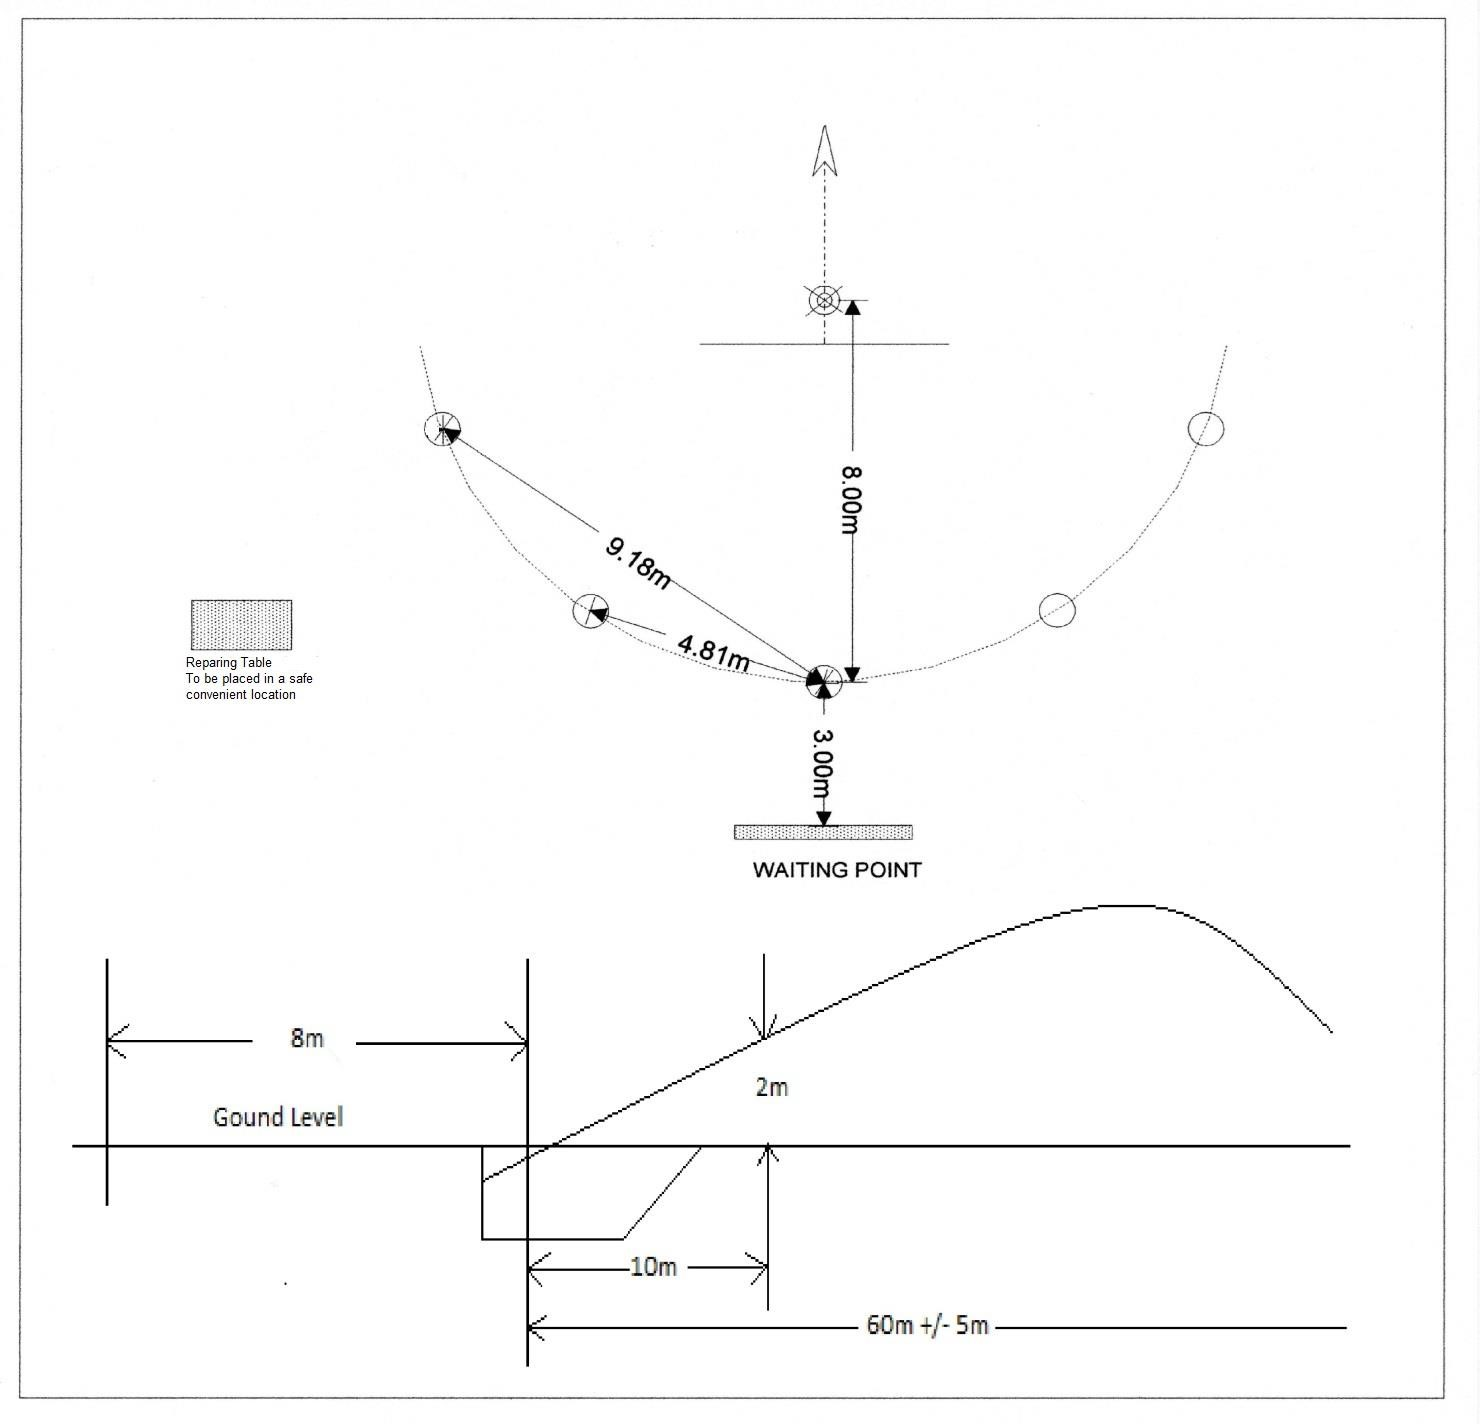 8.00m
9.18m
4.81m
Reparing Table
To be placed in a safe
convenient location
3.00m
WAITING POINT
8m
2m
Gound Level
10m
60m +/- 5m